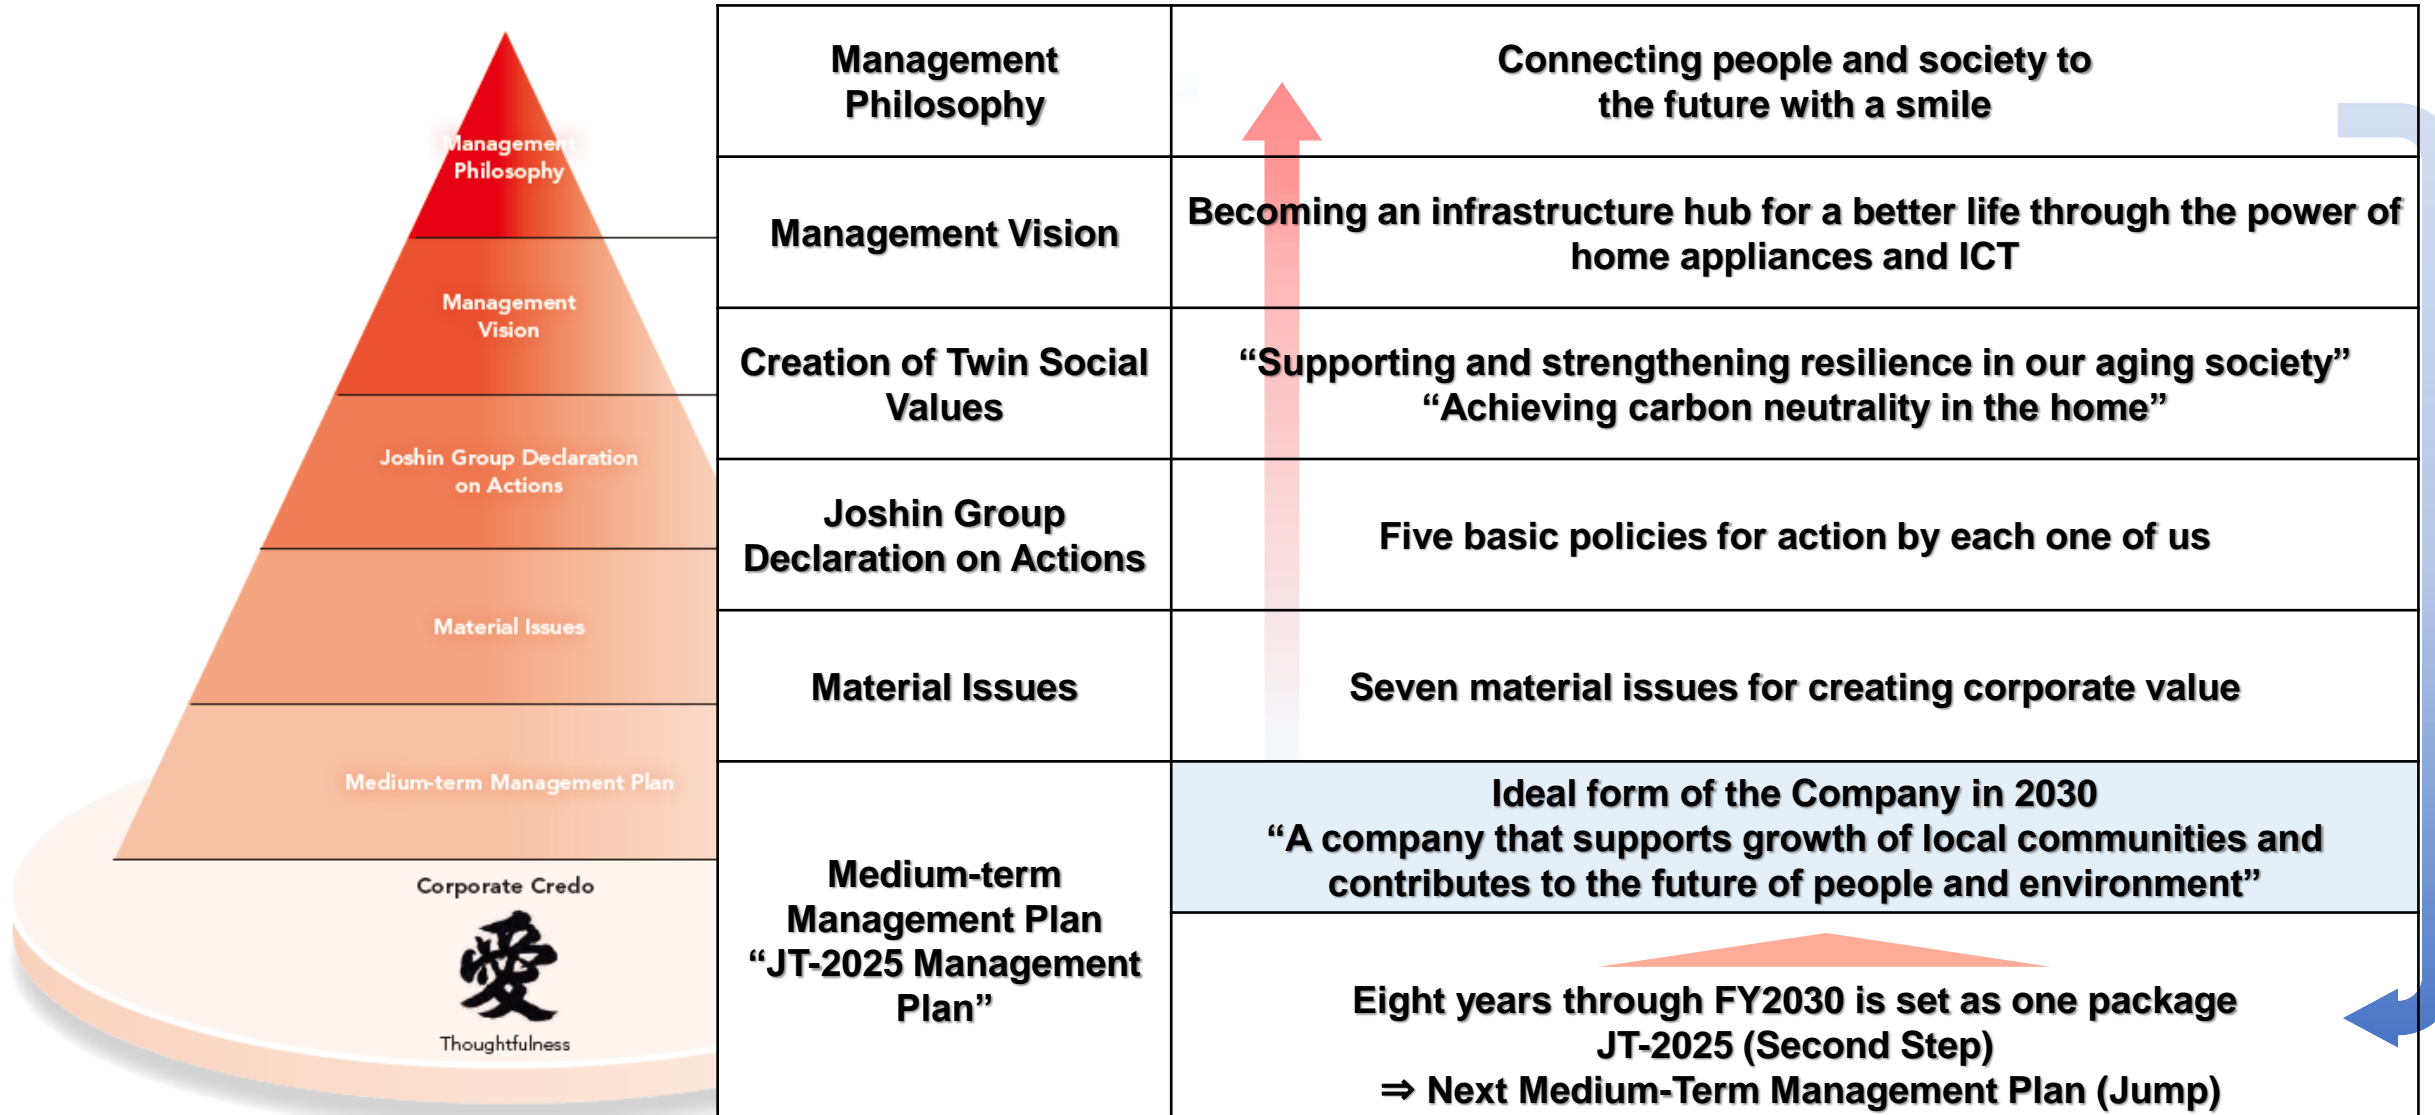 Management
Philosophy
Management
Vision
Joshin Group Declaration
on Actions
Material Issues
Medium-term Management Plan
Corporate Credo
愛
Thoughtfulness
Management
Philosophy
Connecting people and society to
the future with a smile
Management Vision
Becoming an infrastructure hub for a better life through the power of
home appliances and ICT
Creation of Twin Social
Values
“Supporting and strengthening resilience in our aging society”
“Achieving carbon neutrality in the home”
Joshin Group
Declaration on Actions
Five basic policies for action by each one of us
Material Issues
Seven material issues for creating corporate value
Medium-term
Management Plan
“JT-2025 Management
Plan”
Ideal form of the Company in 2030
“A company that supports growth of local communities and
contributes to the future of people and environment”
Eight years through FY2030 is set as one package
JT-2025 (Second Step)
⇒ Next Medium-Term Management Plan (Jump)